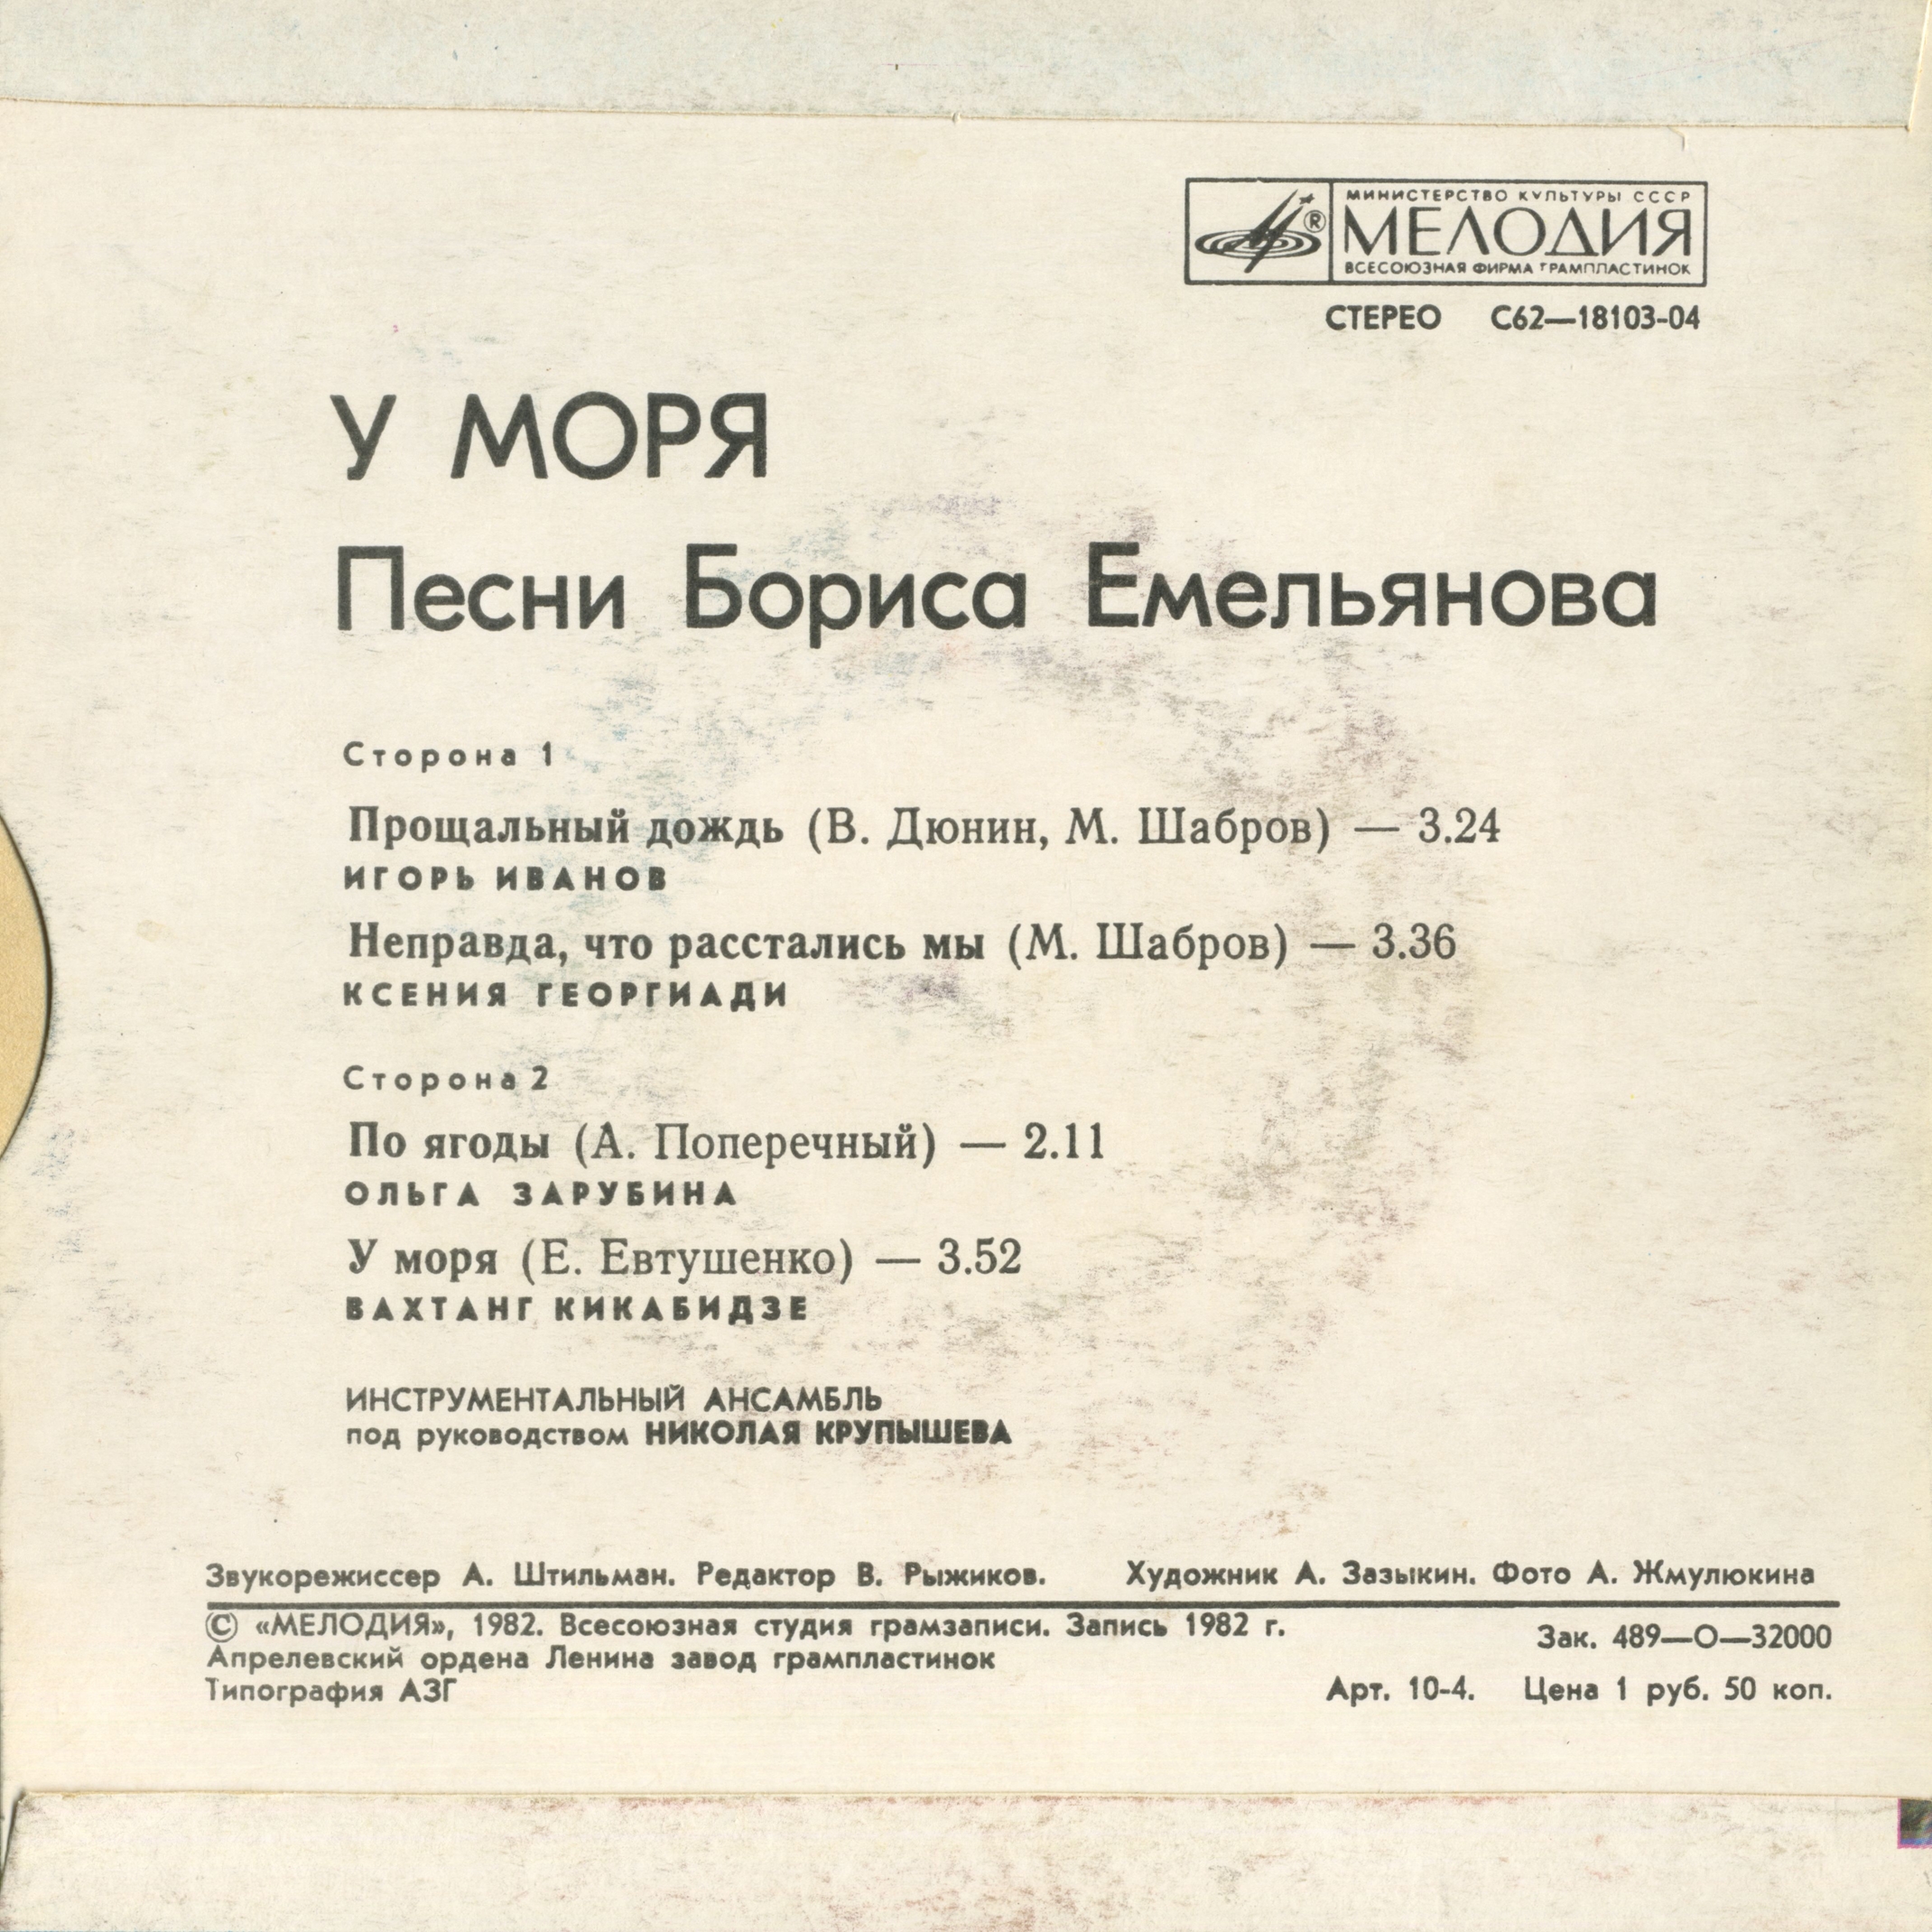 МИНИСТЕРСТВО КУЛЬТУРЫ СССР
® МЕЛОДИЯ
ВСЕСОЮЗНАЯ ФИРМА ГРАМПЛАСТИНОК
СТЕРЕО С62—18103-04
У МОРЯ
Песни Бориса Емельянова
Сторона 1
Прощальный дождь (В. Дюнин, М. Шабров) — 3.24
ИГОРЬ ИВАНОВ
Неправда, что расстались мы (М. Шабров) — 3.36
КСЕНИЯ ГЕОРГИАДИ
Сторона 2
По ягоды (А. Поперечный) — 2.11
ОЛЬГА ЗАРУБИНА
У моря (Е. Евтушенко) — 3.52
ВАХТАНГ КИКАБИДЗЕ
ИНСТРУМЕНТАЛЬНЫЙ АНСАМБЛЬ
под руководством НИКОЛАЯ КРУПЫШЕВА
Звукорежиссер А. Штильман. Редактор В. Рыжиков. Художник А. Зазыкин. Фото А. Жмулюкина
© «МЕЛОДИЯ», 1982. Всесоюзная студия грамзаписи. Запись 1982 г.
Зак. 489—О—32000
Апрелевский ордена Ленина завод грампластинок
Типография АЗГ
Арт. 10-4. Цена 1 руб. 50 коп.